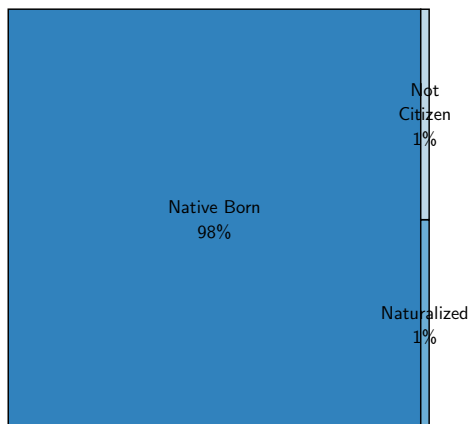 Native Born
98%
Not
Citizen
1%
Naturalized
1%